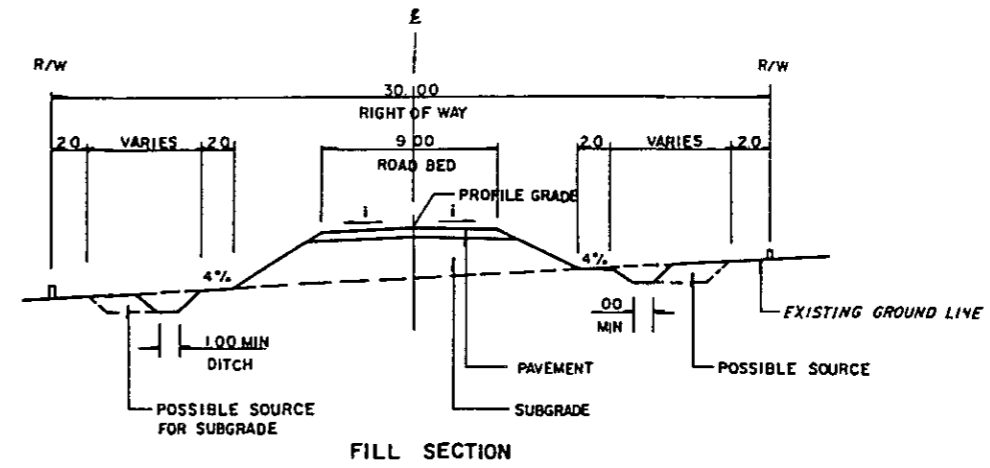 ℄
R/W
R/W
30.00
RIGHT OF WAY
2.0
VARIES
2.0
9.00
2.0
VARIES
2.0
ROAD BED
PROFILE GRADE
i
i
4%
4%
.00
MIN
EXISTING GROUND LINE
1.00 MIN
DITCH
PAVEMENT
POSSIBLE SOURCE
POSSIBLE SOURCE
FOR SUBGRADE
SUBGRADE
FILL SECTION